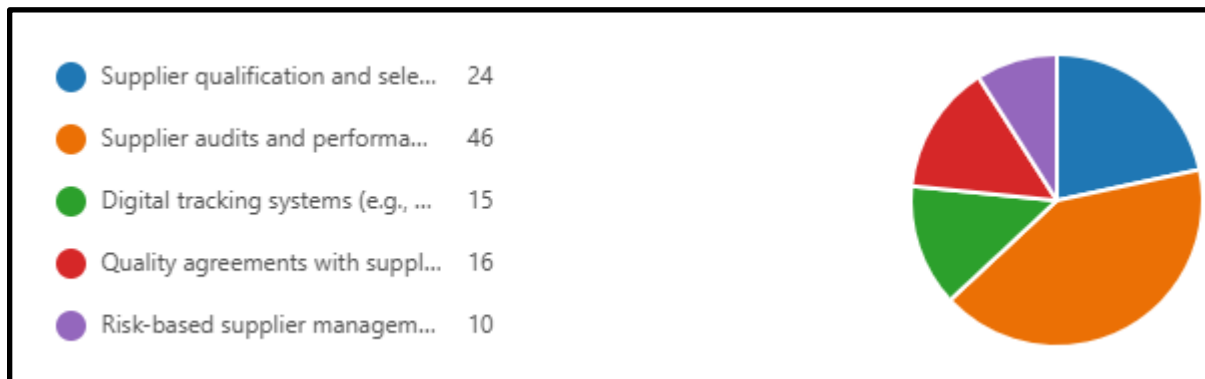 Supplier qualification and sele... 24
Supplier audits and performa... 46
Digital tracking systems (e.g., ... 15
Quality agreements with suppl... 16
Risk-based supplier managem... 10